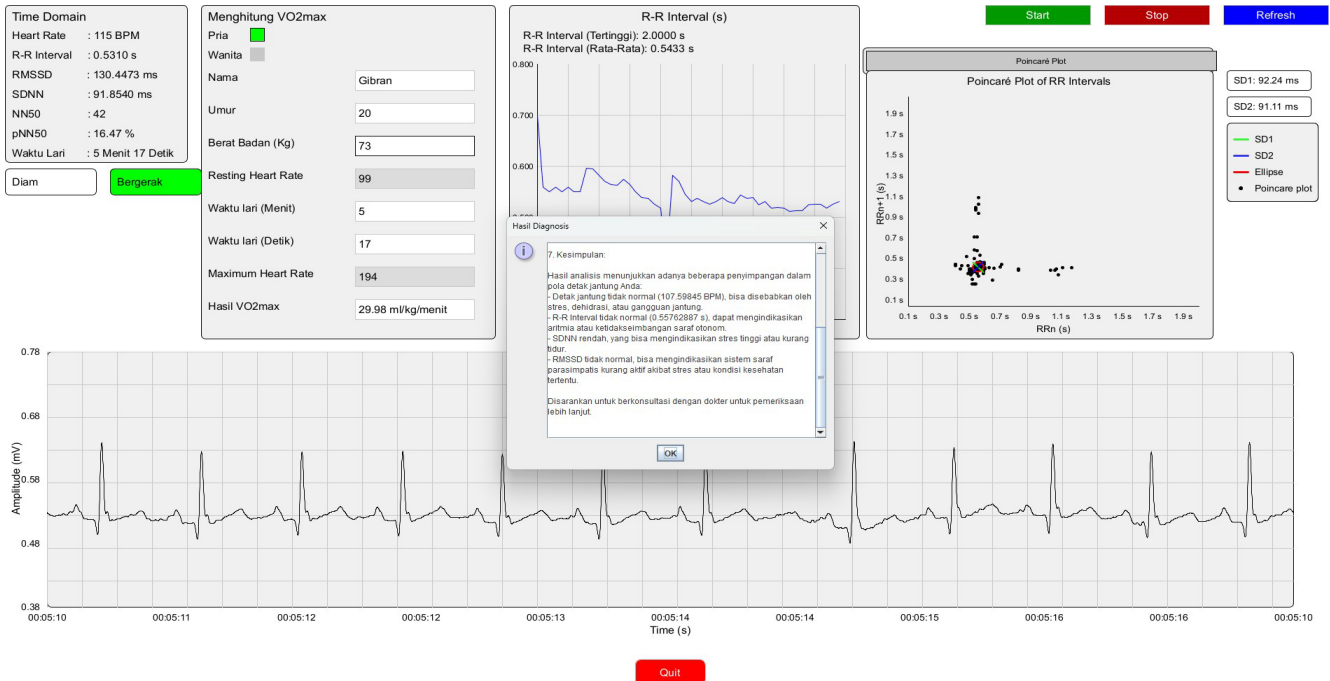 Time Domain
Heart Rate : 115 BPM
R-R Interval : 0.5310 s
RMSSD : 130.4473 ms
SDNN : 91.8540 ms
NN50 : 42
pNN50 : 16.47 %
Waktu Lari : 5 Menit 17 Detik
Diam
Bergerak
Menghitung VO2max
Pria
Wanita
Nama Gibran
Umur 20
Berat Badan (Kg) 73
Resting Heart Rate 99
Waktu lari (Menit) 5
Waktu lari (Detik) 17
Maximum Heart Rate 194
Hasil VO2max 29.98 ml/kg/menit
R-R Interval (s)
R-R Interval (Tertinggi): 2.0000 s
R-R Interval (Rata-Rata): 0.5433 s
0.800
0.700
0.600
Start
Stop
Refresh
Poincaré Plot
Poincaré Plot of RR Intervals
1.9 s
1.7 s
1.5 s
1.3 s
1.1 s
0.9 s
0.7 s
0.5 s
0.3 s
0.1 s
RRn+1 (s)
0.1 s 0.3 s 0.5 s 0.7 s 0.9 s 1.1 s 1.3 s 1.5 s 1.7 s 1.9 s
RRn (s)
SD1: 92.24 ms
SD2: 91.11 ms
SD1
SD2
Ellipse
Poincare plot
Hasil Diagnosis
7. Kesimpulan:
Hasil analisis menunjukkan adanya beberapa penyimpangan dalam
pola detak jantung Anda:
- Detak jantung tidak normal (107.59845 BPM), bisa disebabkan oleh
stres, dehidrasi, atau gangguan jantung.
- R-R Interval tidak normal (0.55762887 s), dapat mengindikasikan
aritmia atau ketidakseimbangan saraf otonom.
- SDNN rendah, yang bisa mengindikasikan stres tinggi atau kurang
tidur.
- RMSSD tidak normal, bisa mengindikasikan sistem saraf
parasimpatis kurang aktif akibat stres atau kondisi kesehatan
tertentu.
Disarankan untuk berkonsultasi dengan dokter untuk pemeriksaan
lebih lanjut.
OK
0.78
0.68
0.58
0.48
0.38
Amplitude (mV)
00:05:10 00:05:11 00:05:12 00:05:12 00:05:13 00:05:14 00:05:14 00:05:15 00:05:16 00:05:16 00:05:10
Time (s)
Quit